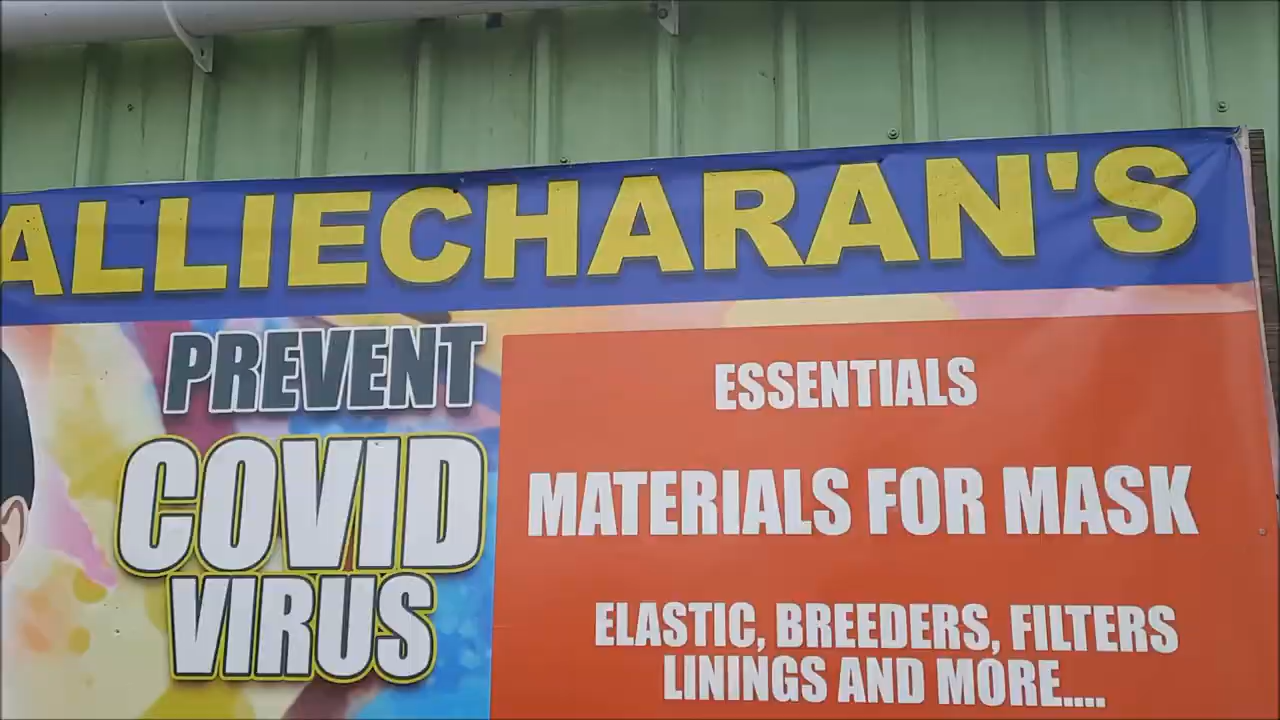 ALLIECHARAN'S
PREVENT
COVID
VIRUS
ESSENTIALS
MATERIALS FOR MASK
ELASTIC, BREEDERS, FILTERS
LININGS AND MORE....